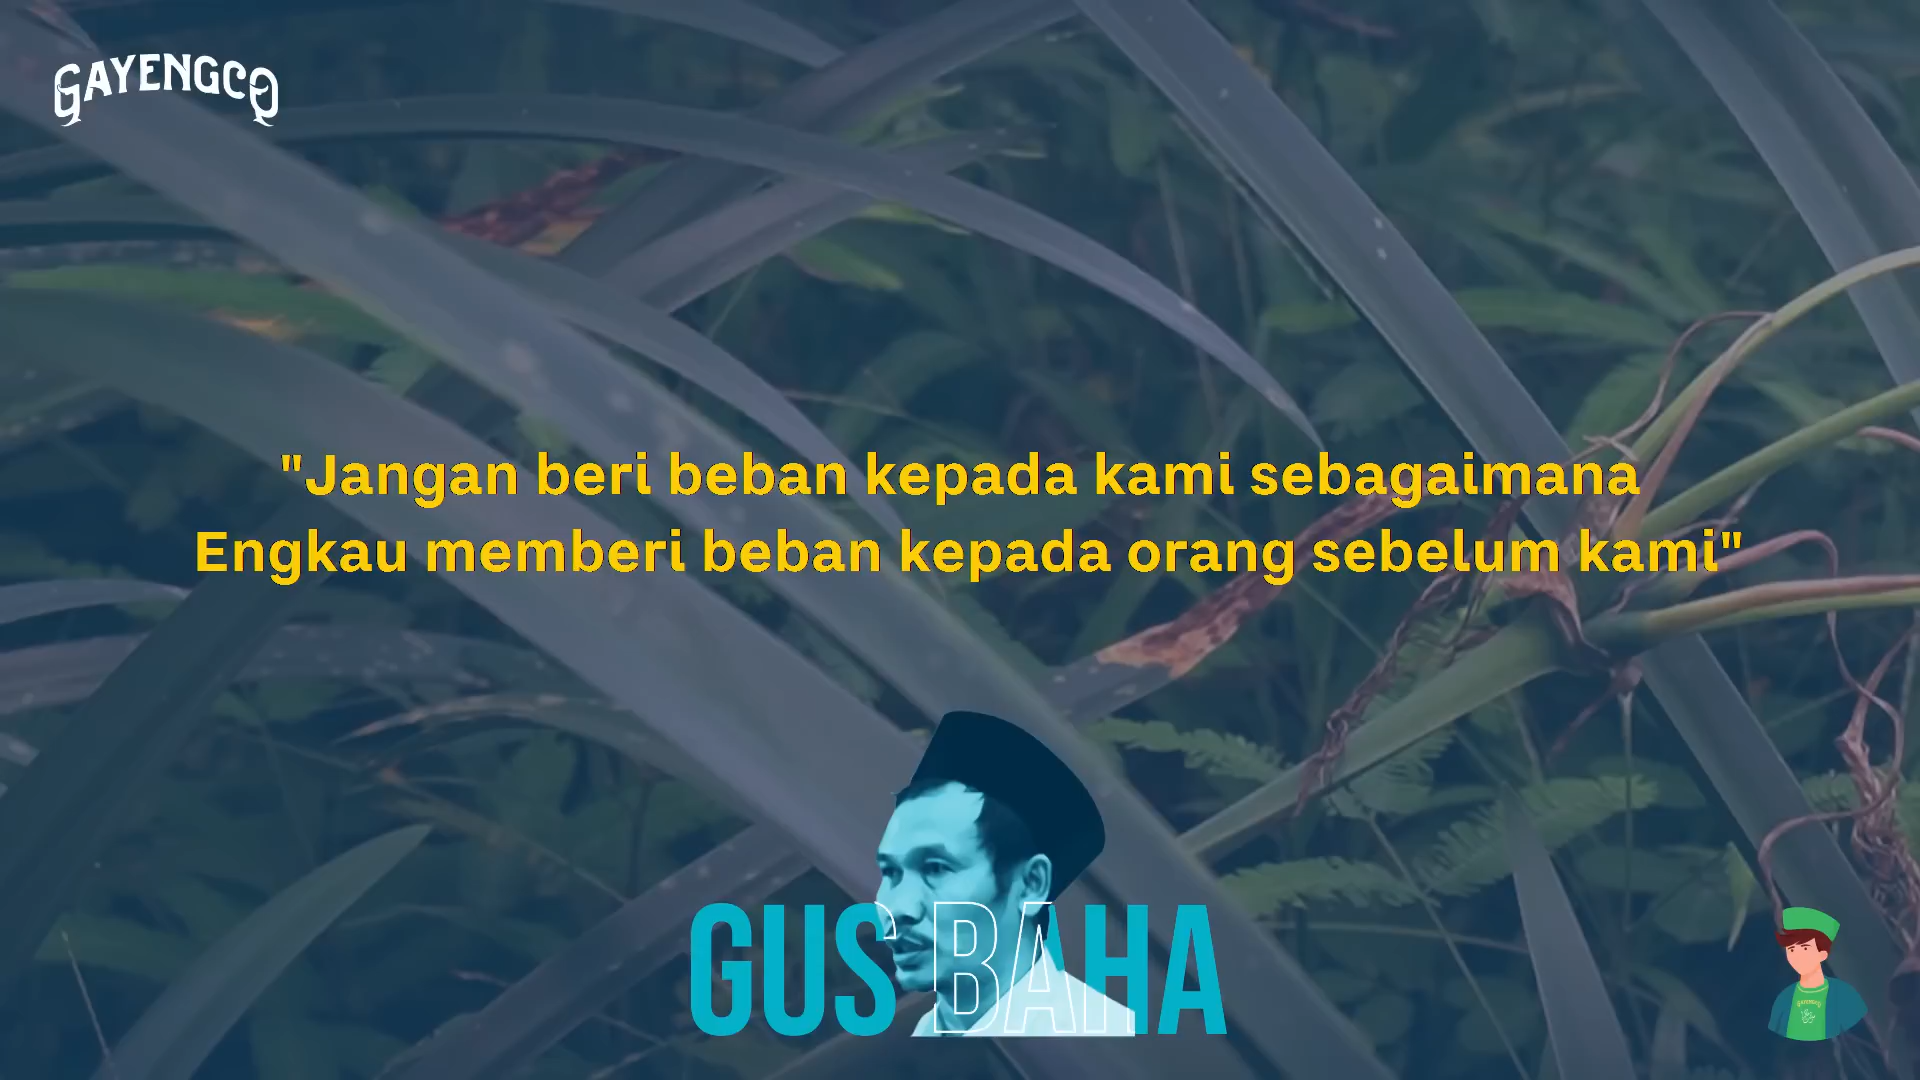 GAYENGCO
"Jangan beri beban kepada kami sebagaimana
Engkau memberi beban kepada orang sebelum kami"
GUS BAHA